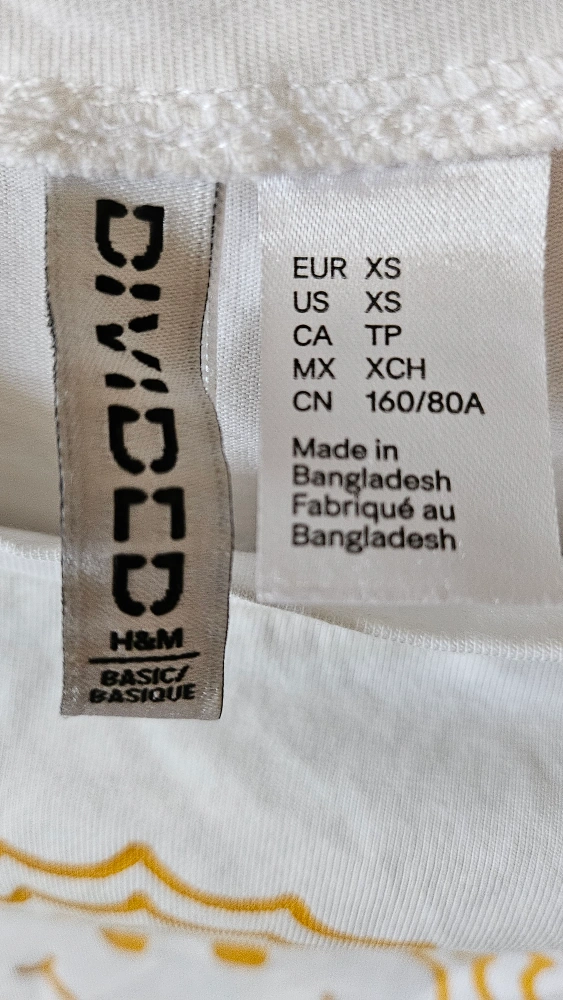 DIVIDED
H&M
BASIC/
BASIQUE
EUR XS
US XS
CA TP
MX XCH
CN 160/80A
Made in
Bangladesh
Fabriqué au
Bangladesh